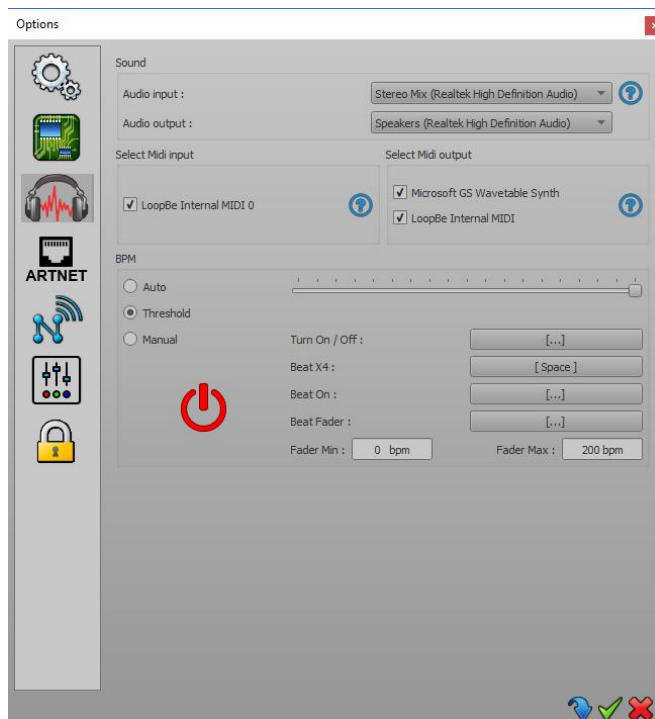 Options
Sound
Audio input :
Stereo Mix (Realtek High Definition Audio)
Audio output :
Speakers (Realtek High Definition Audio)
Select Midi input
Select Midi output
LoopBe Internal MIDI 0
Microsoft GS Wavetable Synth
LoopBe Internal MIDI
ARTNET
BPM
Auto
Threshold
Manual
Turn On / Off :
[...]
Beat X4 :
[ Space ]
Beat On :
[...]
Beat Fader :
[...]
Fader Min :
0 bpm
Fader Max :
200 bpm